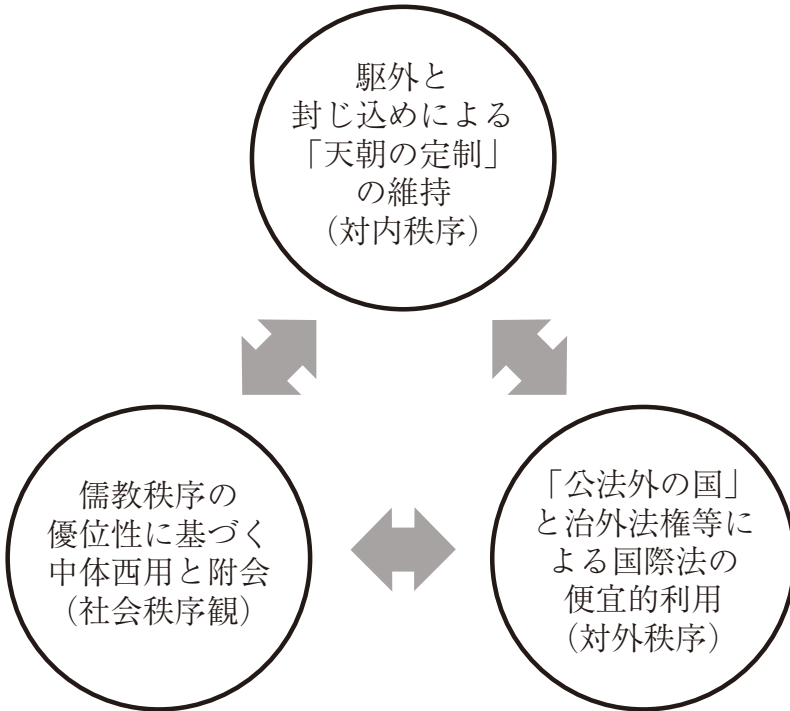 駆外と
封じ込めによる
「天朝の定制」
の維持
（対内秩序）
儒教秩序の
優位性に基づく
中体西用と附会
（社会秩序観）
「公法外の国」
と治外法権等に
よる国際法の
便宜的利用
（対外秩序）